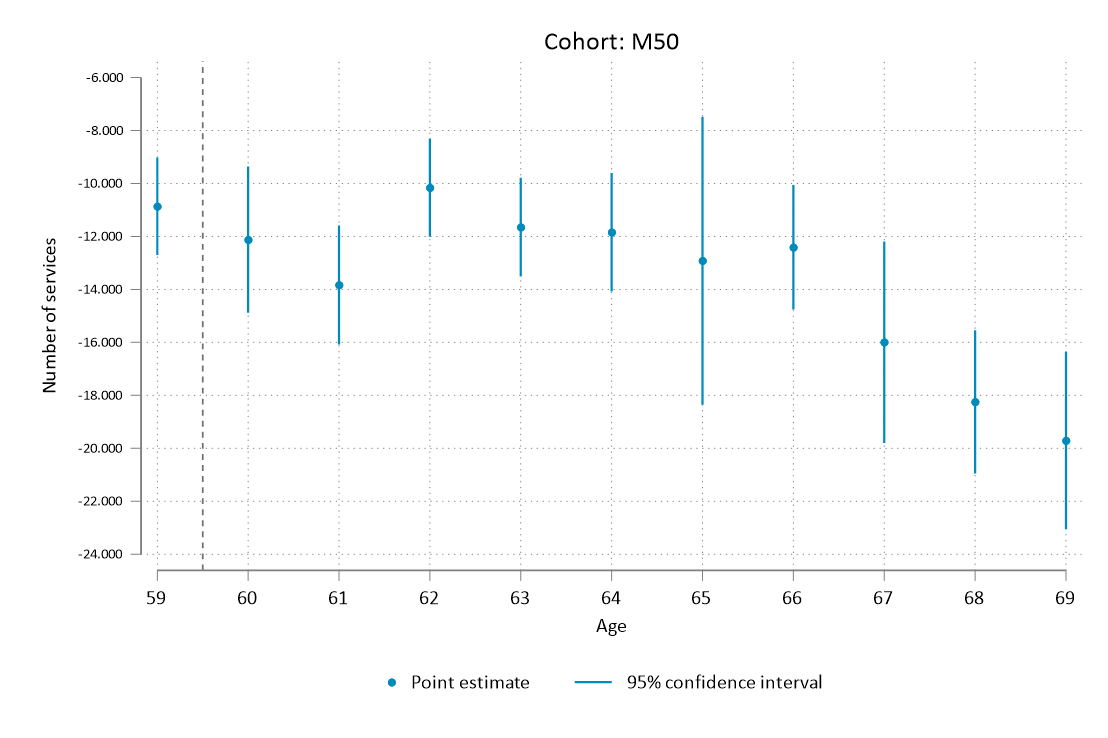 Cohort: M50
Number of services
-6.000
-8.000
-10.000
-12.000
-14.000
-16.000
-18.000
-20.000
-22.000
-24.000
59 60 61 62 63 64 65 66 67 68 69
Age
Point estimate 95% confidence interval